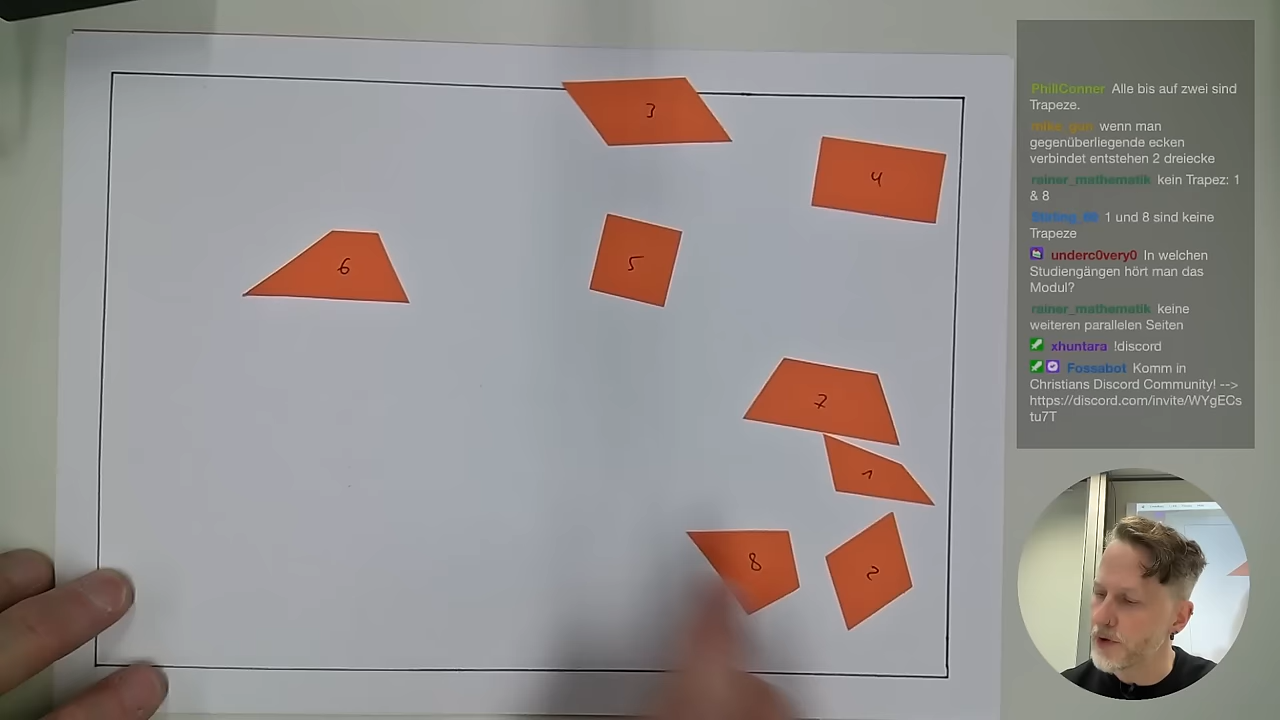 3
4
6
5
7
1
8
2
PhillConner Alle bis auf zwei sind
Trapeze.
wenn man
gegenüberliegende ecken
verbindet entstehen 2 dreiecke
rainer_mathematik kein Trapez: 1
& 8
1 und 8 sind keine
Trapeze
underc0very0 In welchen
Studiengängen hört man das
Modul?
rainer_mathematik keine
weiteren parallelen Seiten
xhuntara !discord
Fossabot Komm in
Christians Discord Community! -->
https://discord.com/invite/WYgECs
tu7T